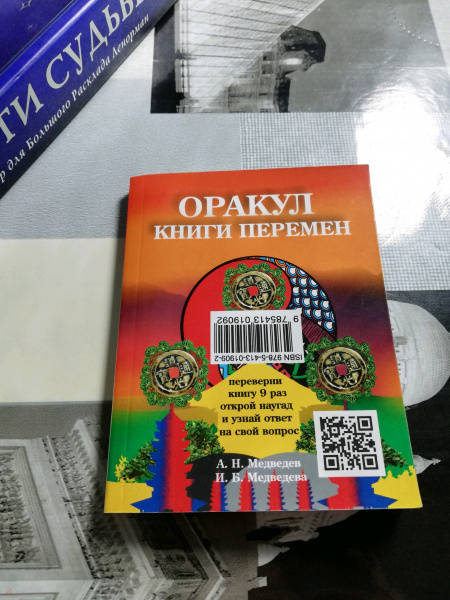 ТИ СУДЬБ
р для Большого Расклада Ленорман
ОРАКУЛ
КНИГИ ПЕРЕМЕН
ISBN 978-5-413-01909-2
9 785413 019092
переверни
книгу 9 раз
открой наугад
и узнай ответ
на свой вопрос
А. Н. Медведев
И. Б. Медведева